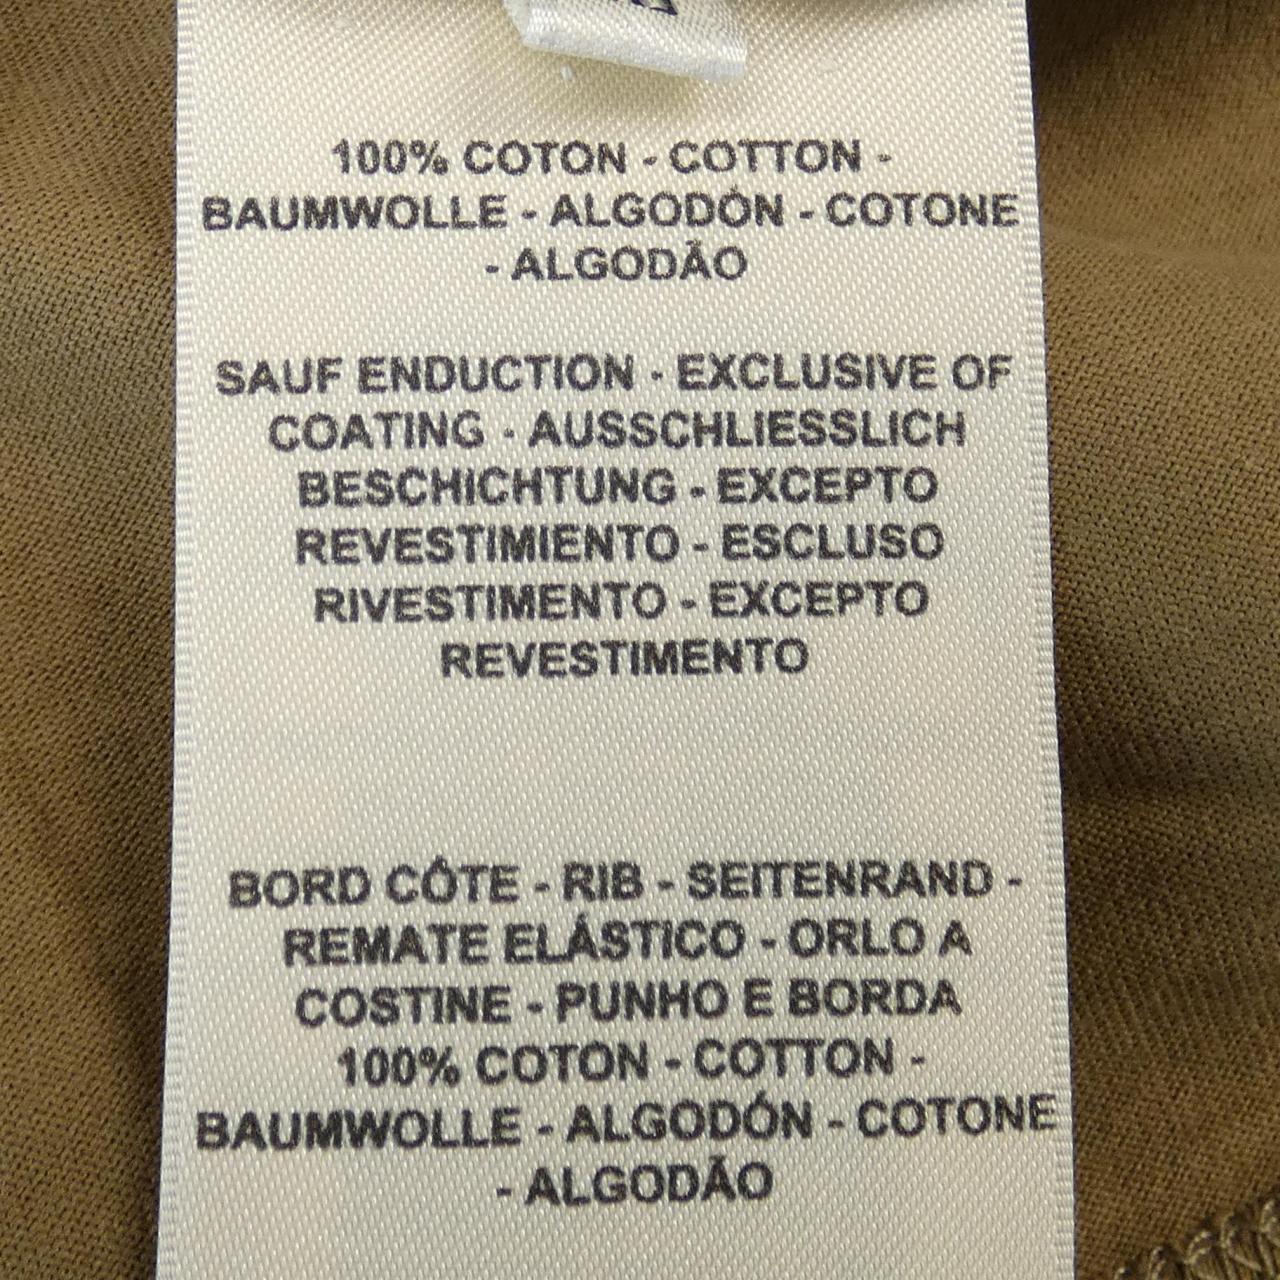 100% COTON - COTTON -
BAUMWOLLE - ALGODÓN - COTONE
- ALGODÃO
SAUF ENDUCTION - EXCLUSIVE OF
COATING - AUSSCHLIESSLICH
BESCHICHTUNG - EXCEPTO
REVESTIMIENTO - ESCLUSO
RIVESTIMENTO - EXCEPTO
REVESTIMENTO
BORD CÔTE - RIB - SEITENRAND -
REMATE ELÁSTICO - ORLO A
COSTINE - PUNHO E BORDA
100% COTON - COTTON -
BAUMWOLLE - ALGODÓN - COTONE
- ALGODÃO